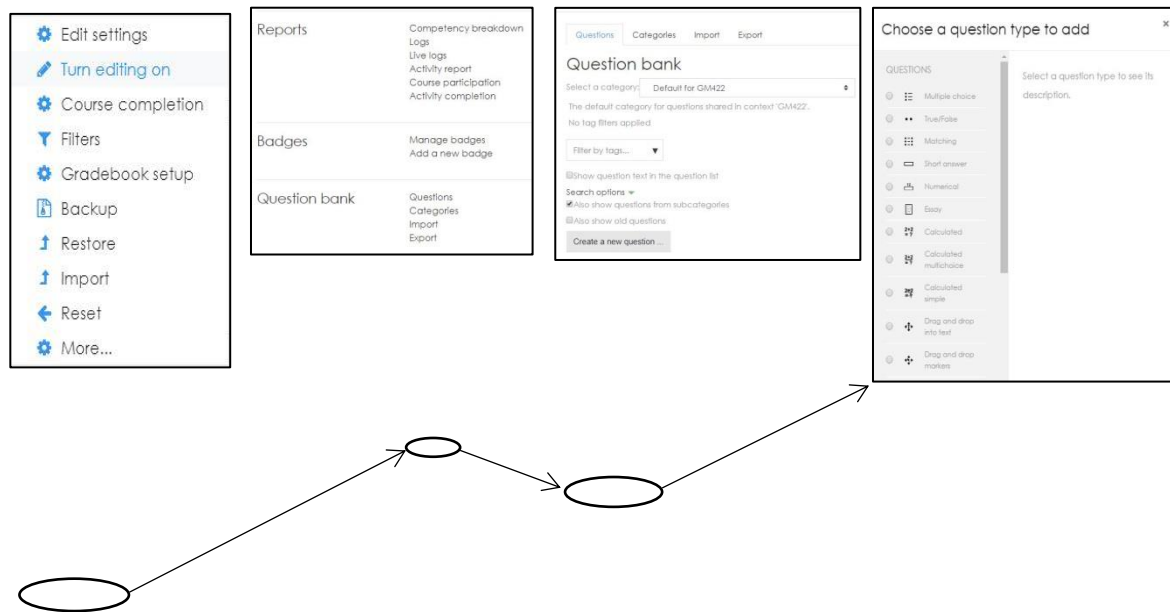 Edit settings
Turn editing on
Course completion
Filters
Gradebook setup
Backup
Restore
Import
Reset
More...
Reports
Competency breakdown
Logs
Live logs
Activity report
Course participation
Activity completion
Badges
Manage badges
Add a new badge
Question bank
Questions
Categories
Import
Export
Questions Categories Import Export
Question bank
Select a category: Default for GM422
The default category for questions shared in context 'GM422'.
No tag filters applied
Filter by tags...
Show question text in the question list
Search options
Also show questions from subcategories
Also show old questions
Create a new question ...
Choose a question type to add
QUESTIONS
Multiple choice
True/False
Matching
Short answer
Numerical
Essay
Calculated
Calculated
multichoice
Calculated
simple
Drag and drop
into text
Drag and drop
markers
Select a question type to see its
description.